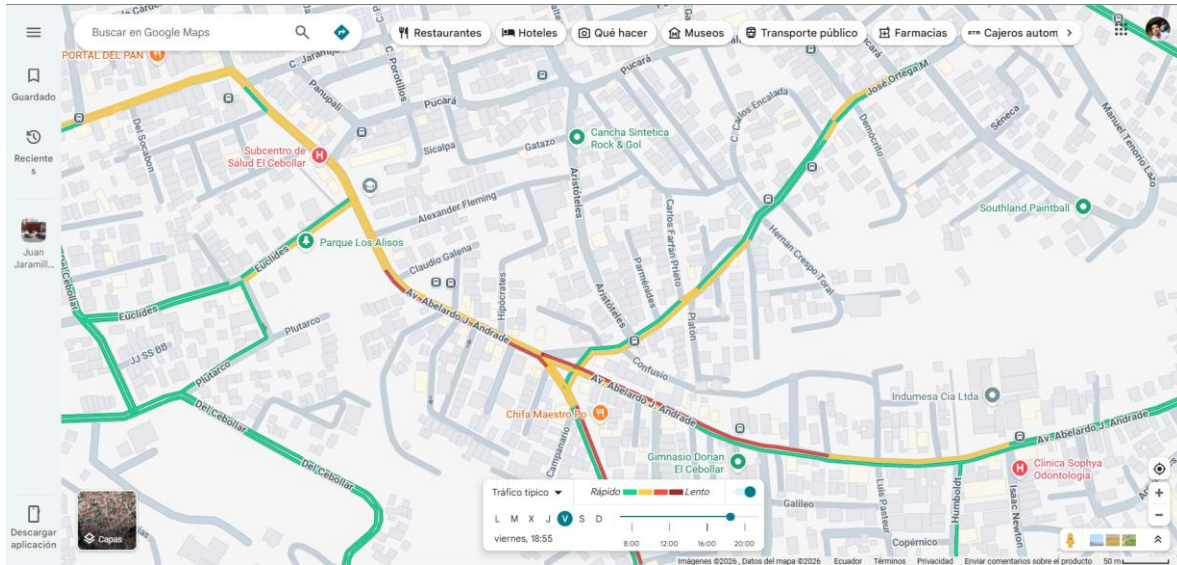 Buscar en Google Maps
Restaurantes
Hoteles
Qué hacer
Museos
Transporte público
Farmacias
Cajeros autom
Guardado
Reciente
s
Juan
Jaramill...
Descargar
aplicación
PORTAL DEL PAN
C. Jaramijó
Panupali
C. Porotillos
Pucará
Pucará
Pucará
José Ortega M.
Del Socabón
Sicalpa
Gatazo
Cancha Sintetica
Rock & Gol
C. Carlos Encalada
Demócrito
Séneca
Manuel Tenorio Lazo
Subcentro de
Salud El Cebollar
Alexander Fleming
Aristóteles
Carlos Farfán Prieto
Southland Paintball
Parque Los Alisos
Euclides
Claudio Galena
Hipócrates
Parménides
Hernán Crespo Toral
Del Cebollar
Euclides
Av. Abelardo J. Andrade
Aristóteles
Platón
Plutarco
JJ SS BB
Plutarco
Confusio
Av. Abelardo J. Andrade
Indumesa Cia Ltda
Del Cebollar
Chifa Maestro Po
Campanario
Av. Abelardo J. Andrade
Gimnasio Dorian
El Cebollar
Clinica Sophya
Odontologia
Del Cebollar
Galileo
Luis Pasteur
Humboldt
Isaac Newton
Copérnico
Capas
Tráfico típico
Rápido
Lento
L M X J V S D
viernes, 18:55
8:00 12:00 16:00 20:00
Imágenes ©2026 , Datos del mapa ©2026 Ecuador Términos Privacidad Enviar comentarios sobre el producto 50 m